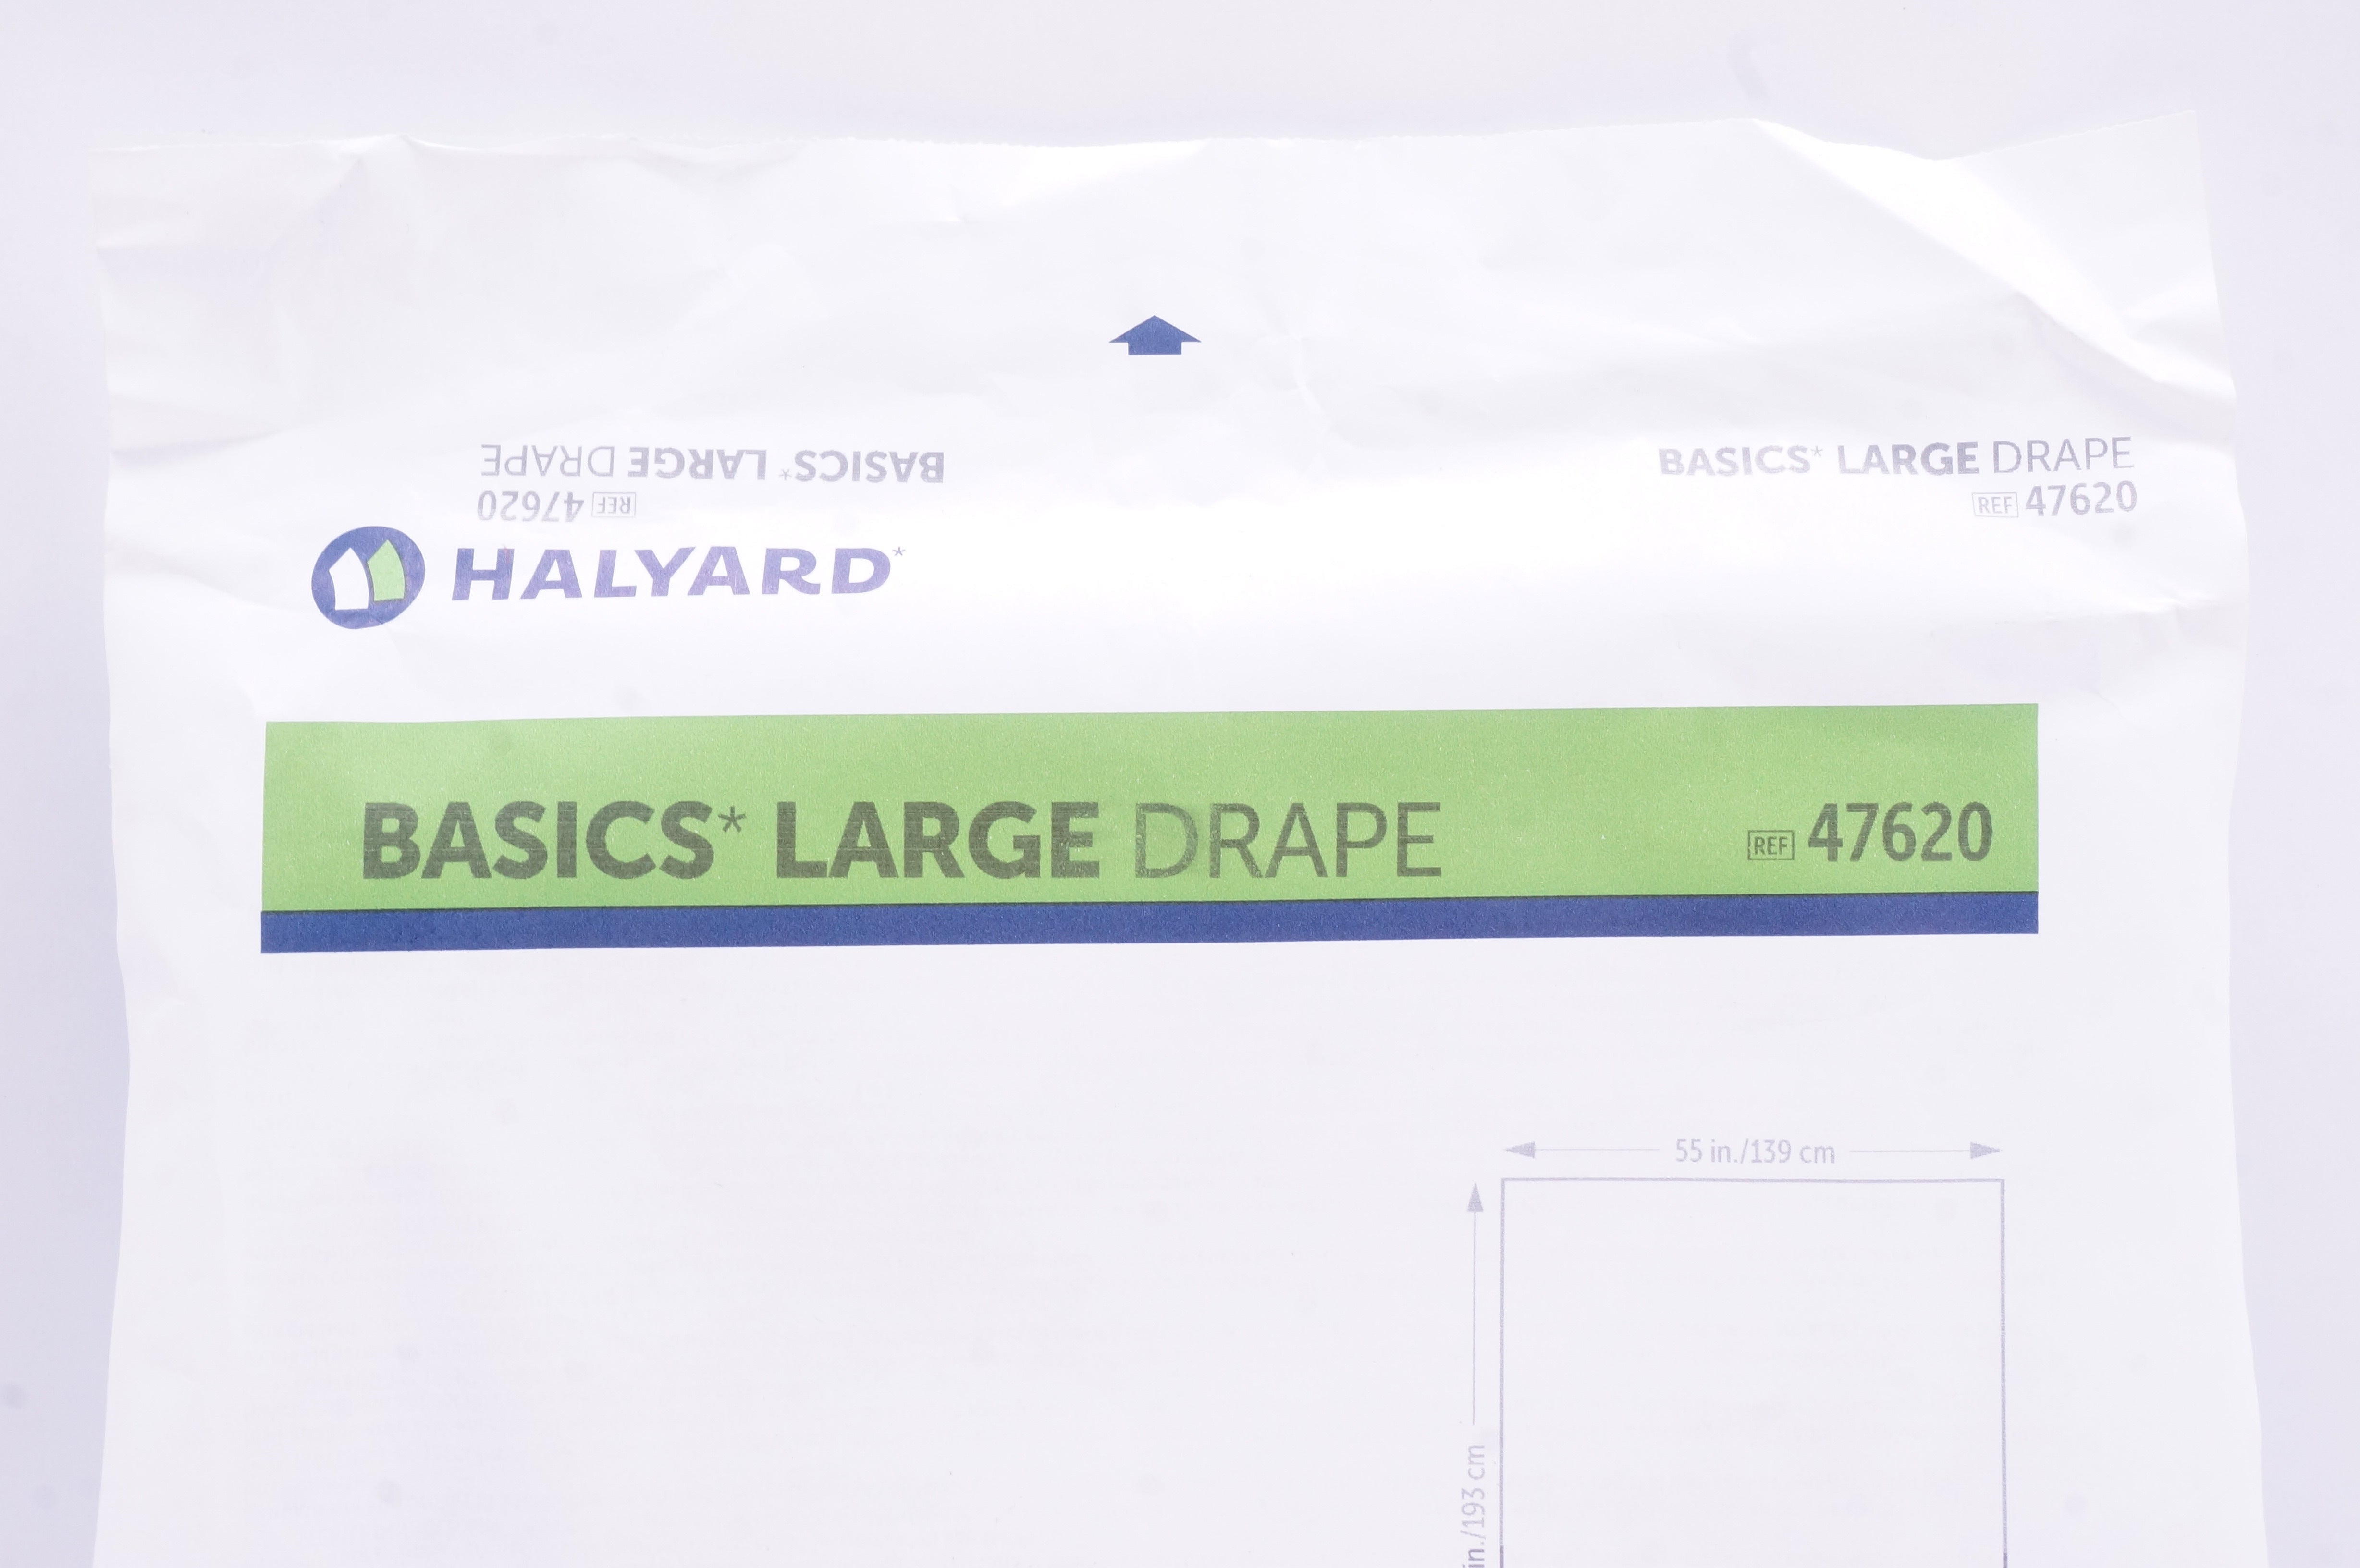 BASICS* LARGE DRAPE
REF 47620
BASICS* LARGE DRAPE
REF 47620
HALYARD*
BASICS* LARGE DRAPE
REF 47620
55 in./139 cm
in./193 cm